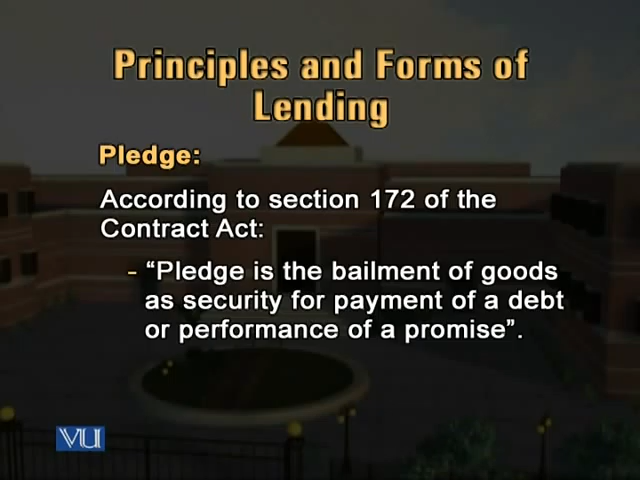 Principles and Forms of
Lending
Pledge:
According to section 172 of the
Contract Act:
- “Pledge is the bailment of goods
as security for payment of a debt
or performance of a promise”.
VU